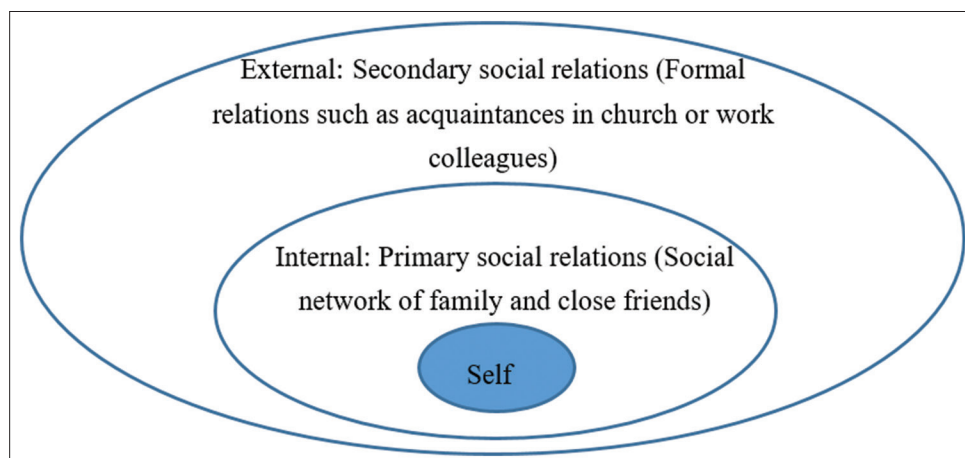 External: Secondary social relations (Formal
relations such as acquaintances in church or work
colleagues)
Internal: Primary social relations (Social
network of family and close friends)
Self